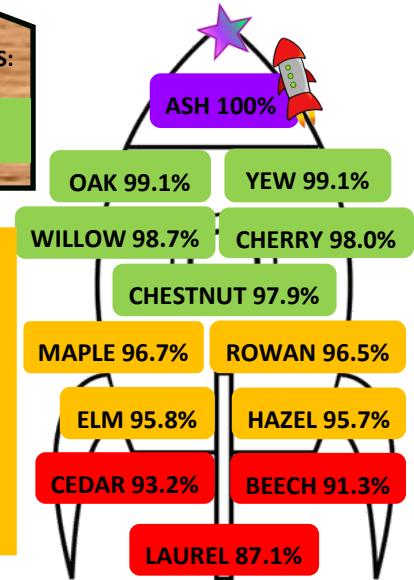 S:
ASH 100%
OAK 99.1% YEW 99.1%
WILLOW 98.7% CHERRY 98.0%
CHESTNUT 97.9%
MAPLE 96.7% ROWAN 96.5%
ELM 95.8% HAZEL 95.7%
CEDAR 93.2% BEECH 91.3%
LAUREL 87.1%